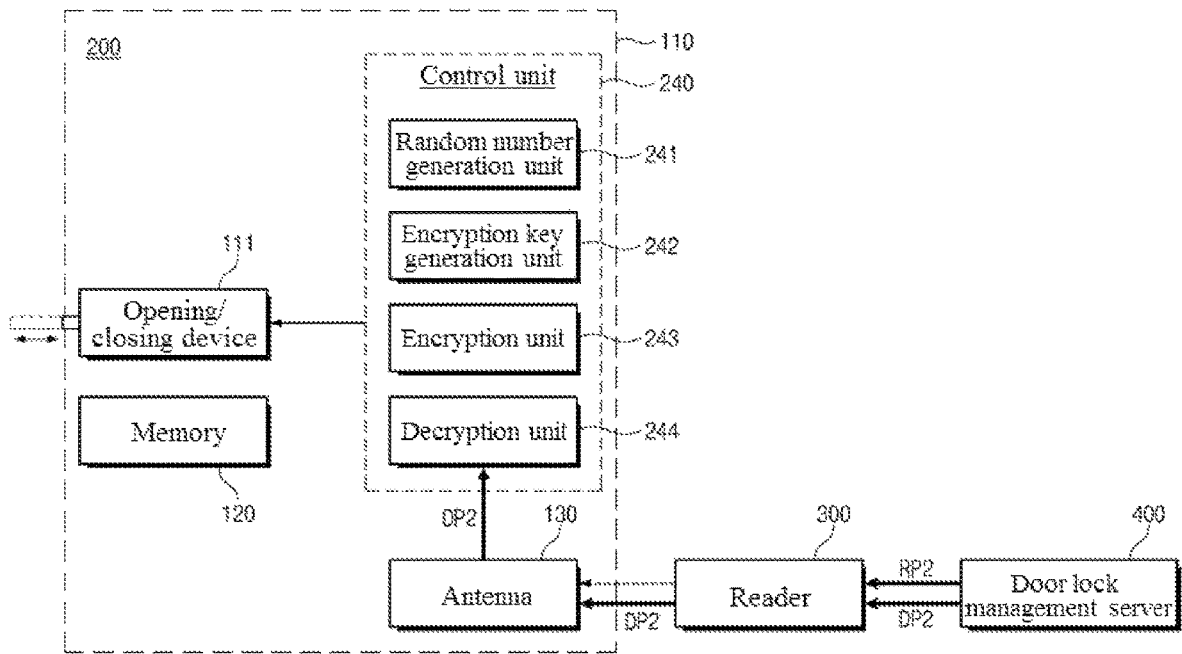 200
110
Control unit
240
Random number
generation unit
241
Encryption key
generation unit
242
111
Opening/
closing device
Encryption unit
243
Memory
120
Decryption unit
244
DP2
130
Antenna
DP2
300
Reader
RP2
DP2
400
Door lock
management server